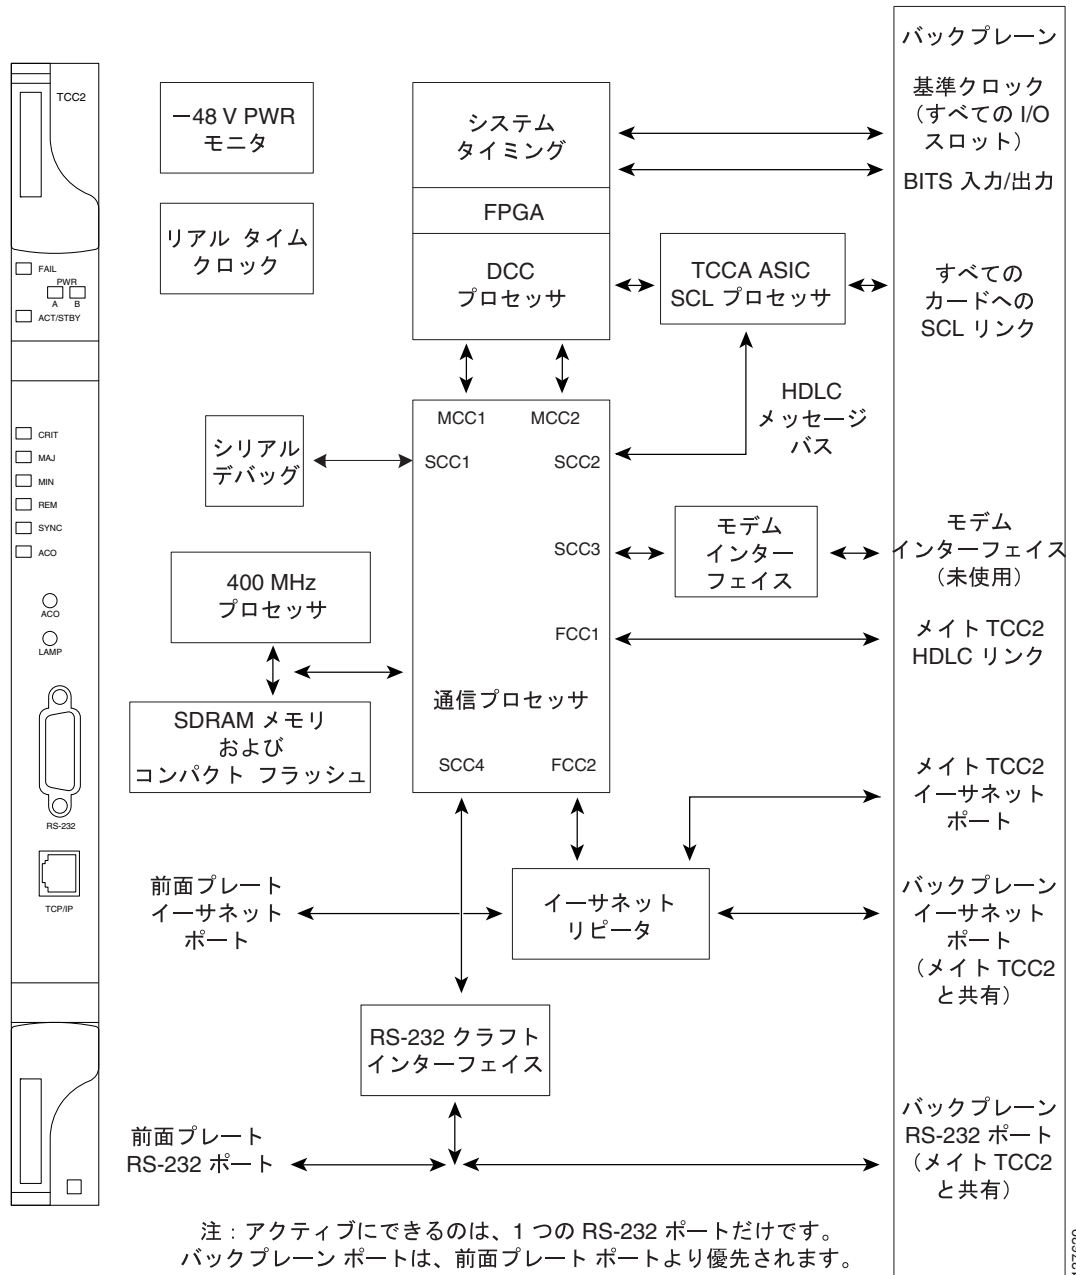 TCC2
FAIL
PWR
A B
ACT/STBY
CRIT
MAJ
MIN
REM
SYNC
ACO
ACO
LAMP
RS-232
TCP/IP
−48 V PWR
モニタ
リアル タイム
クロック
システム
タイミング
FPGA
DCC
プロセッサ
TCCA ASIC
SCL プロセッサ
HDLC
メッセージ
バス
シリアル
デバッグ
MCC1 MCC2
SCC1 SCC2
SCC3
FCC1
通信プロセッサ
SCC4 FCC2
モデム
インター
フェイス
400 MHz
プロセッサ
SDRAM メモリ
および
コンパクト フラッシュ
前面プレート
イーサネット
ポート
イーサネット
リピータ
RS-232 クラフト
インターフェイス
前面プレート
RS-232 ポート
バックプレーン
基準クロック
（すべての I/O
スロット）
BITS 入力/出力
すべての
カードへの
SCL リンク
モデム
インターフェイス
（未使用）
メイト TCC2
HDLC リンク
メイト TCC2
イーサネット
ポート
バックプレーン
イーサネット
ポート
（メイト TCC2
と共有）
バックプレーン
RS-232 ポート
（メイト TCC2
と共有）
注：アクティブにできるのは、1 つの RS-232 ポートだけです。
バックプレーン ポートは、前面プレート ポートより優先されます。